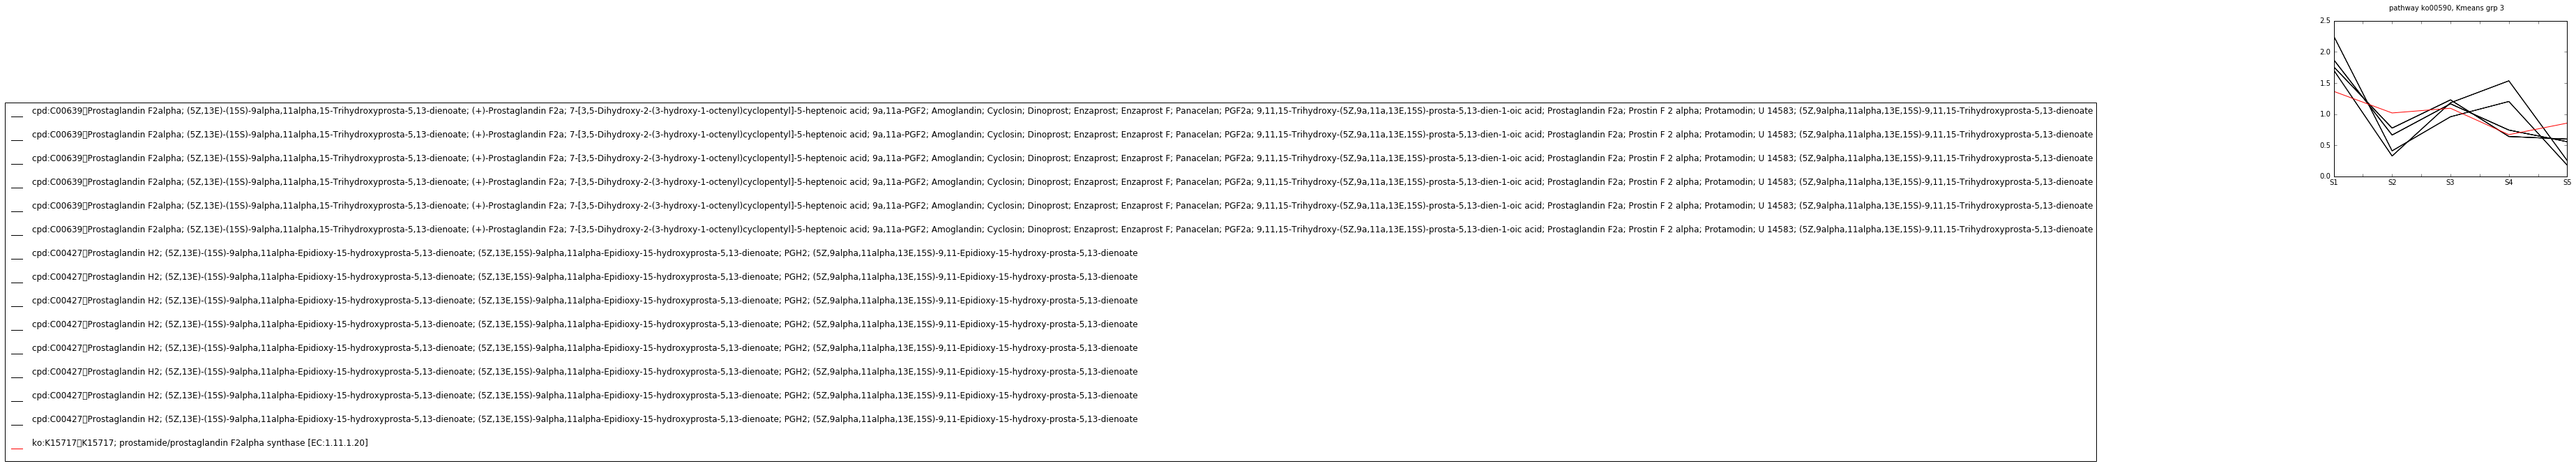 pathway ko00590, Kmeans grp 3
2.5
2.0
1.5
1.0
0.5
0.0
S1 S2 S3 S4 S5
cpd:C00639▯Prostaglandin F2alpha; (5Z,13E)-(15S)-9alpha,11alpha,15-Trihydroxyprosta-5,13-dienoate; (+)-Prostaglandin F2a; 7-[3,5-Dihydroxy-2-(3-hydroxy-1-octenyl)cyclopentyl]-5-heptenoic acid; 9a,11a-PGF2; Amoglandin; Cyclosin; Dinoprost; Enzaprost; Enzaprost F; Panacelan; PGF2a; 9,11,15-Trihydroxy-(5Z,9a,11a,13E,15S)-prosta-5,13-dien-1-oic acid; Prostaglandin F2a; Prostin F 2 alpha; Protamodin; U 14583; (5Z,9alpha,11alpha,13E,15S)-9,11,15-Trihydroxyprosta-5,13-dienoate
cpd:C00639▯Prostaglandin F2alpha; (5Z,13E)-(15S)-9alpha,11alpha,15-Trihydroxyprosta-5,13-dienoate; (+)-Prostaglandin F2a; 7-[3,5-Dihydroxy-2-(3-hydroxy-1-octenyl)cyclopentyl]-5-heptenoic acid; 9a,11a-PGF2; Amoglandin; Cyclosin; Dinoprost; Enzaprost; Enzaprost F; Panacelan; PGF2a; 9,11,15-Trihydroxy-(5Z,9a,11a,13E,15S)-prosta-5,13-dien-1-oic acid; Prostaglandin F2a; Prostin F 2 alpha; Protamodin; U 14583; (5Z,9alpha,11alpha,13E,15S)-9,11,15-Trihydroxyprosta-5,13-dienoate
cpd:C00639▯Prostaglandin F2alpha; (5Z,13E)-(15S)-9alpha,11alpha,15-Trihydroxyprosta-5,13-dienoate; (+)-Prostaglandin F2a; 7-[3,5-Dihydroxy-2-(3-hydroxy-1-octenyl)cyclopentyl]-5-heptenoic acid; 9a,11a-PGF2; Amoglandin; Cyclosin; Dinoprost; Enzaprost; Enzaprost F; Panacelan; PGF2a; 9,11,15-Trihydroxy-(5Z,9a,11a,13E,15S)-prosta-5,13-dien-1-oic acid; Prostaglandin F2a; Prostin F 2 alpha; Protamodin; U 14583; (5Z,9alpha,11alpha,13E,15S)-9,11,15-Trihydroxyprosta-5,13-dienoate
cpd:C00639▯Prostaglandin F2alpha; (5Z,13E)-(15S)-9alpha,11alpha,15-Trihydroxyprosta-5,13-dienoate; (+)-Prostaglandin F2a; 7-[3,5-Dihydroxy-2-(3-hydroxy-1-octenyl)cyclopentyl]-5-heptenoic acid; 9a,11a-PGF2; Amoglandin; Cyclosin; Dinoprost; Enzaprost; Enzaprost F; Panacelan; PGF2a; 9,11,15-Trihydroxy-(5Z,9a,11a,13E,15S)-prosta-5,13-dien-1-oic acid; Prostaglandin F2a; Prostin F 2 alpha; Protamodin; U 14583; (5Z,9alpha,11alpha,13E,15S)-9,11,15-Trihydroxyprosta-5,13-dienoate
cpd:C00639▯Prostaglandin F2alpha; (5Z,13E)-(15S)-9alpha,11alpha,15-Trihydroxyprosta-5,13-dienoate; (+)-Prostaglandin F2a; 7-[3,5-Dihydroxy-2-(3-hydroxy-1-octenyl)cyclopentyl]-5-heptenoic acid; 9a,11a-PGF2; Amoglandin; Cyclosin; Dinoprost; Enzaprost; Enzaprost F; Panacelan; PGF2a; 9,11,15-Trihydroxy-(5Z,9a,11a,13E,15S)-prosta-5,13-dien-1-oic acid; Prostaglandin F2a; Prostin F 2 alpha; Protamodin; U 14583; (5Z,9alpha,11alpha,13E,15S)-9,11,15-Trihydroxyprosta-5,13-dienoate
cpd:C00639▯Prostaglandin F2alpha; (5Z,13E)-(15S)-9alpha,11alpha,15-Trihydroxyprosta-5,13-dienoate; (+)-Prostaglandin F2a; 7-[3,5-Dihydroxy-2-(3-hydroxy-1-octenyl)cyclopentyl]-5-heptenoic acid; 9a,11a-PGF2; Amoglandin; Cyclosin; Dinoprost; Enzaprost; Enzaprost F; Panacelan; PGF2a; 9,11,15-Trihydroxy-(5Z,9a,11a,13E,15S)-prosta-5,13-dien-1-oic acid; Prostaglandin F2a; Prostin F 2 alpha; Protamodin; U 14583; (5Z,9alpha,11alpha,13E,15S)-9,11,15-Trihydroxyprosta-5,13-dienoate
cpd:C00427▯Prostaglandin H2; (5Z,13E)-(15S)-9alpha,11alpha-Epidioxy-15-hydroxyprosta-5,13-dienoate; (5Z,13E,15S)-9alpha,11alpha-Epidioxy-15-hydroxyprosta-5,13-dienoate; PGH2; (5Z,9alpha,11alpha,13E,15S)-9,11-Epidioxy-15-hydroxy-prosta-5,13-dienoate
cpd:C00427▯Prostaglandin H2; (5Z,13E)-(15S)-9alpha,11alpha-Epidioxy-15-hydroxyprosta-5,13-dienoate; (5Z,13E,15S)-9alpha,11alpha-Epidioxy-15-hydroxyprosta-5,13-dienoate; PGH2; (5Z,9alpha,11alpha,13E,15S)-9,11-Epidioxy-15-hydroxy-prosta-5,13-dienoate
cpd:C00427▯Prostaglandin H2; (5Z,13E)-(15S)-9alpha,11alpha-Epidioxy-15-hydroxyprosta-5,13-dienoate; (5Z,13E,15S)-9alpha,11alpha-Epidioxy-15-hydroxyprosta-5,13-dienoate; PGH2; (5Z,9alpha,11alpha,13E,15S)-9,11-Epidioxy-15-hydroxy-prosta-5,13-dienoate
cpd:C00427▯Prostaglandin H2; (5Z,13E)-(15S)-9alpha,11alpha-Epidioxy-15-hydroxyprosta-5,13-dienoate; (5Z,13E,15S)-9alpha,11alpha-Epidioxy-15-hydroxyprosta-5,13-dienoate; PGH2; (5Z,9alpha,11alpha,13E,15S)-9,11-Epidioxy-15-hydroxy-prosta-5,13-dienoate
cpd:C00427▯Prostaglandin H2; (5Z,13E)-(15S)-9alpha,11alpha-Epidioxy-15-hydroxyprosta-5,13-dienoate; (5Z,13E,15S)-9alpha,11alpha-Epidioxy-15-hydroxyprosta-5,13-dienoate; PGH2; (5Z,9alpha,11alpha,13E,15S)-9,11-Epidioxy-15-hydroxy-prosta-5,13-dienoate
cpd:C00427▯Prostaglandin H2; (5Z,13E)-(15S)-9alpha,11alpha-Epidioxy-15-hydroxyprosta-5,13-dienoate; (5Z,13E,15S)-9alpha,11alpha-Epidioxy-15-hydroxyprosta-5,13-dienoate; PGH2; (5Z,9alpha,11alpha,13E,15S)-9,11-Epidioxy-15-hydroxy-prosta-5,13-dienoate
cpd:C00427▯Prostaglandin H2; (5Z,13E)-(15S)-9alpha,11alpha-Epidioxy-15-hydroxyprosta-5,13-dienoate; (5Z,13E,15S)-9alpha,11alpha-Epidioxy-15-hydroxyprosta-5,13-dienoate; PGH2; (5Z,9alpha,11alpha,13E,15S)-9,11-Epidioxy-15-hydroxy-prosta-5,13-dienoate
cpd:C00427▯Prostaglandin H2; (5Z,13E)-(15S)-9alpha,11alpha-Epidioxy-15-hydroxyprosta-5,13-dienoate; (5Z,13E,15S)-9alpha,11alpha-Epidioxy-15-hydroxyprosta-5,13-dienoate; PGH2; (5Z,9alpha,11alpha,13E,15S)-9,11-Epidioxy-15-hydroxy-prosta-5,13-dienoate
ko:K15717▯K15717; prostamide/prostaglandin F2alpha synthase [EC:1.11.1.20]